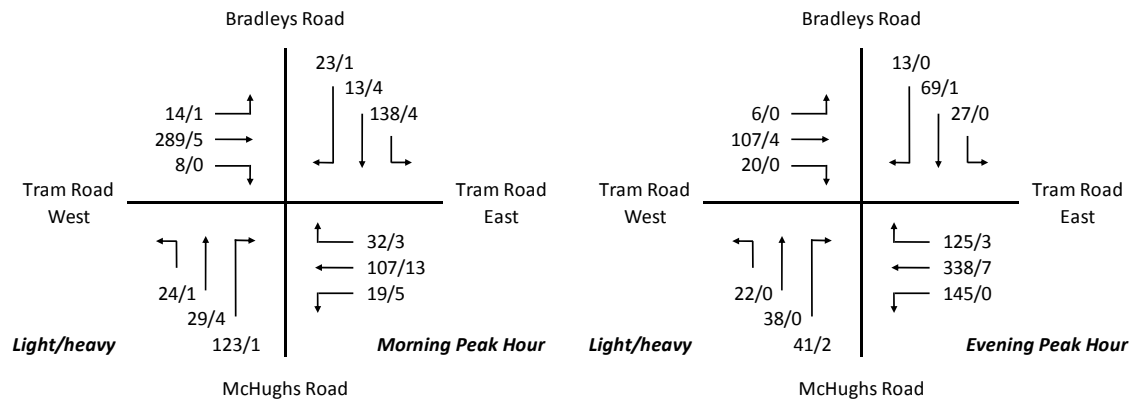 Bradleys Road
23/1
13/4
138/4
14/1
289/5
8/0
Tram Road
West
Tram Road
East
32/3
107/13
19/5
24/1
29/4
123/1
Light/heavy
Morning Peak Hour
McHughs Road
Bradleys Road
13/0
69/1
27/0
6/0
107/4
20/0
Tram Road
West
Tram Road
East
125/3
338/7
145/0
22/0
38/0
41/2
Light/heavy
Evening Peak Hour
McHughs Road